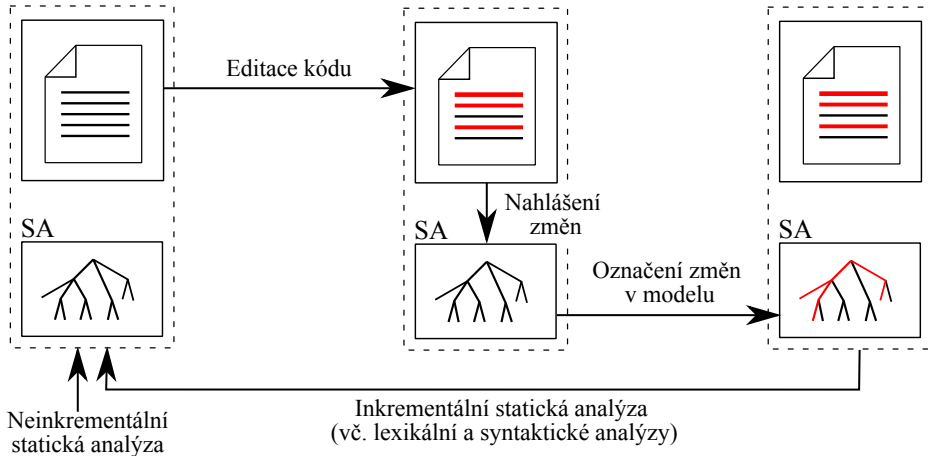 Editace kódu
SA
Nahlášení
změn
SA
Označení změn
v modelu
SA
Neinkrementální
statická analýza
Inkrementální statická analýza
(vč. lexikální a syntaktické analýzy)